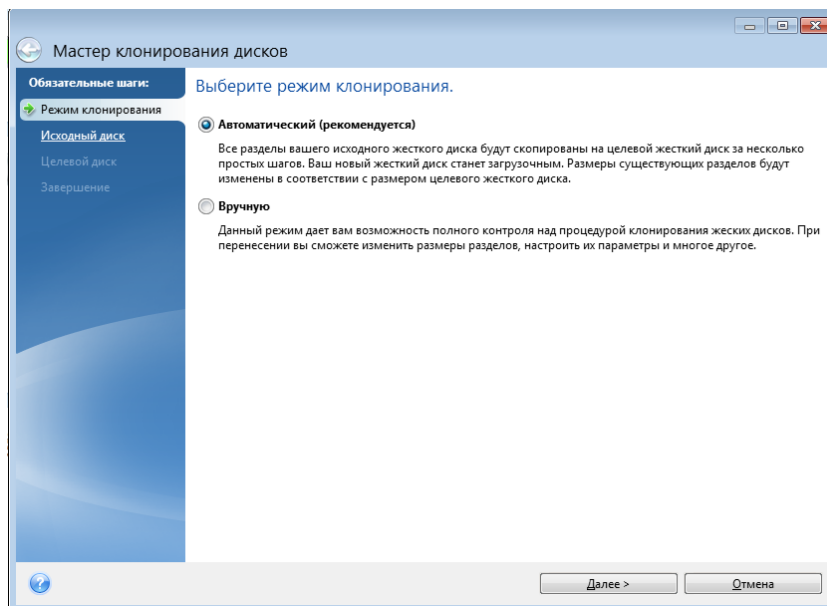 Мастер клонирования дисков
Обязательные шаги:
Режим клонирования
Исходный диск
Целевой диск
Завершение
Выберите режим клонирования.
Автоматический (рекомендуется)
Все разделы вашего исходного жесткого диска будут скопированы на целевой жесткий диск за несколько
простых шагов. Ваш новый жесткий диск станет загрузочным. Размеры существующих разделов будут
изменены в соответствии с размером целевого жесткого диска.
Вручную
Данный режим дает вам возможность полного контроля над процедурой клонирования жеских дисков. При
перенесении вы сможете изменить размеры разделов, настроить их параметры и многое другое.
Далее >
Отмена